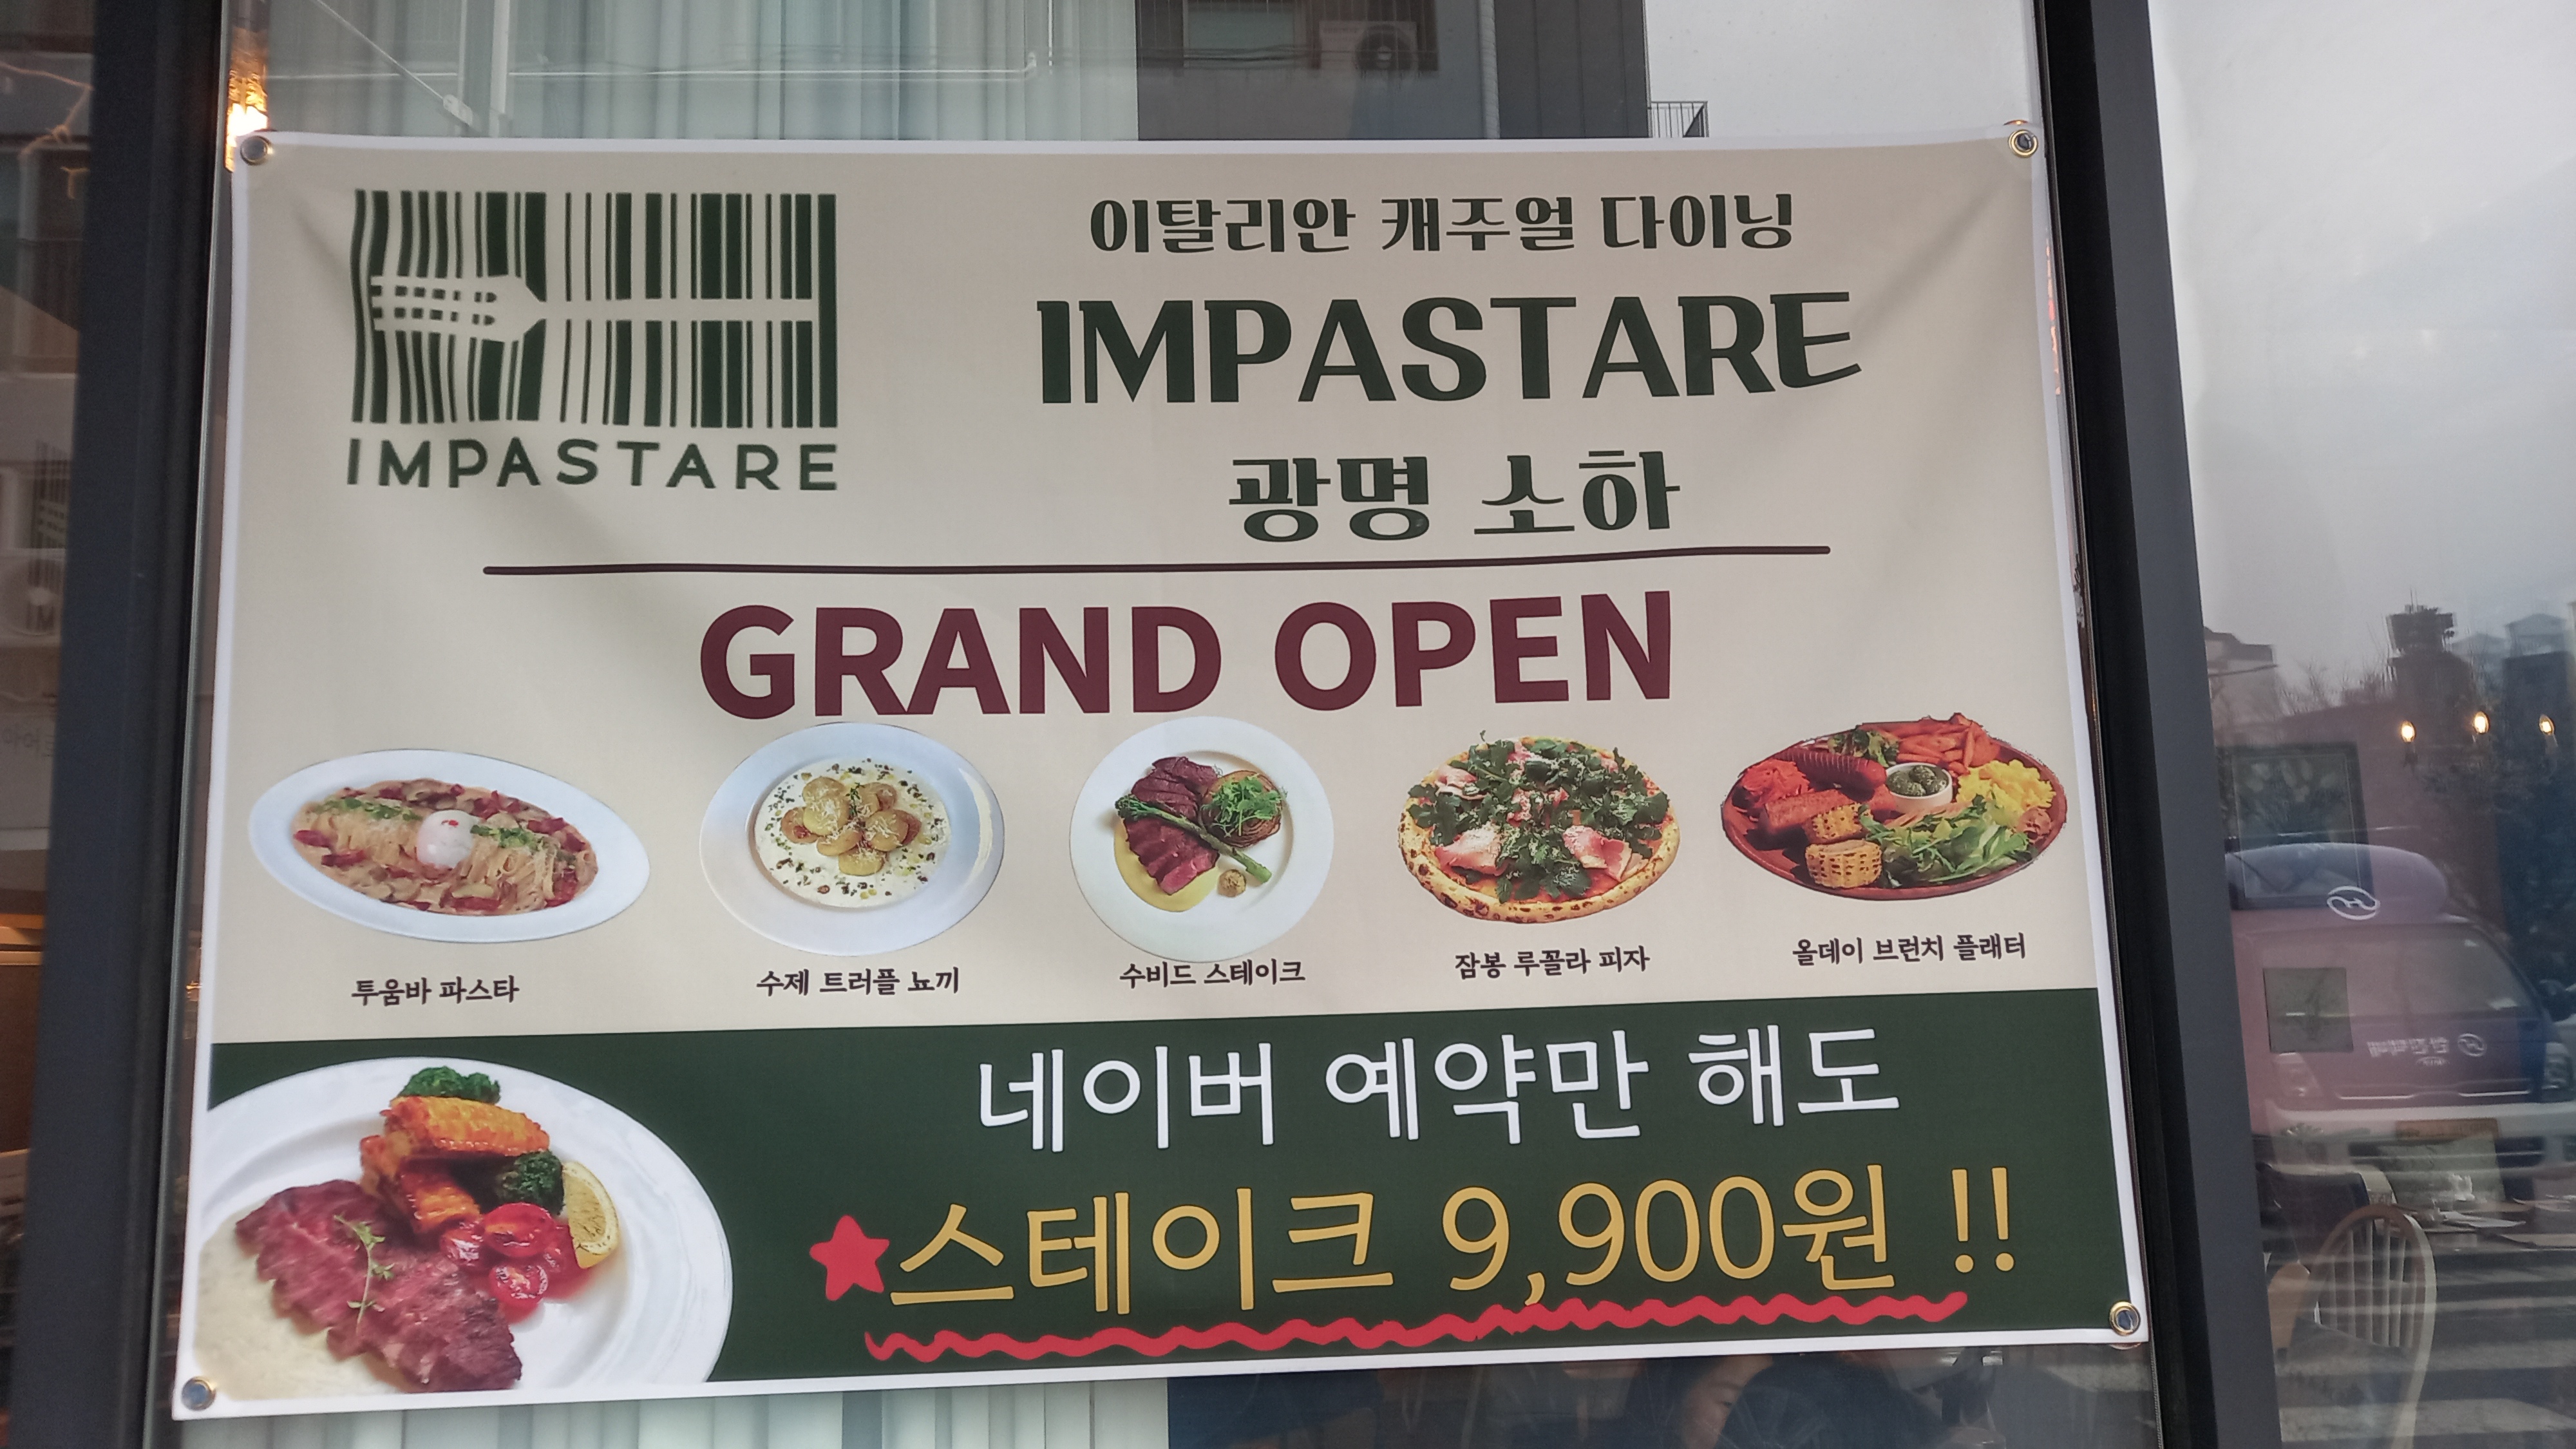 IMPASTARE
이탈리안 캐주얼 다이닝
IMPASTARE
광명 소하
GRAND OPEN
투움바 파스타
수제 트러플 뇨끼
수비드 스테이크
잠봉 루꼴라 피자
올데이 브런치 플래터
네이버 예약만 해도
스테이크 9,900원 !!